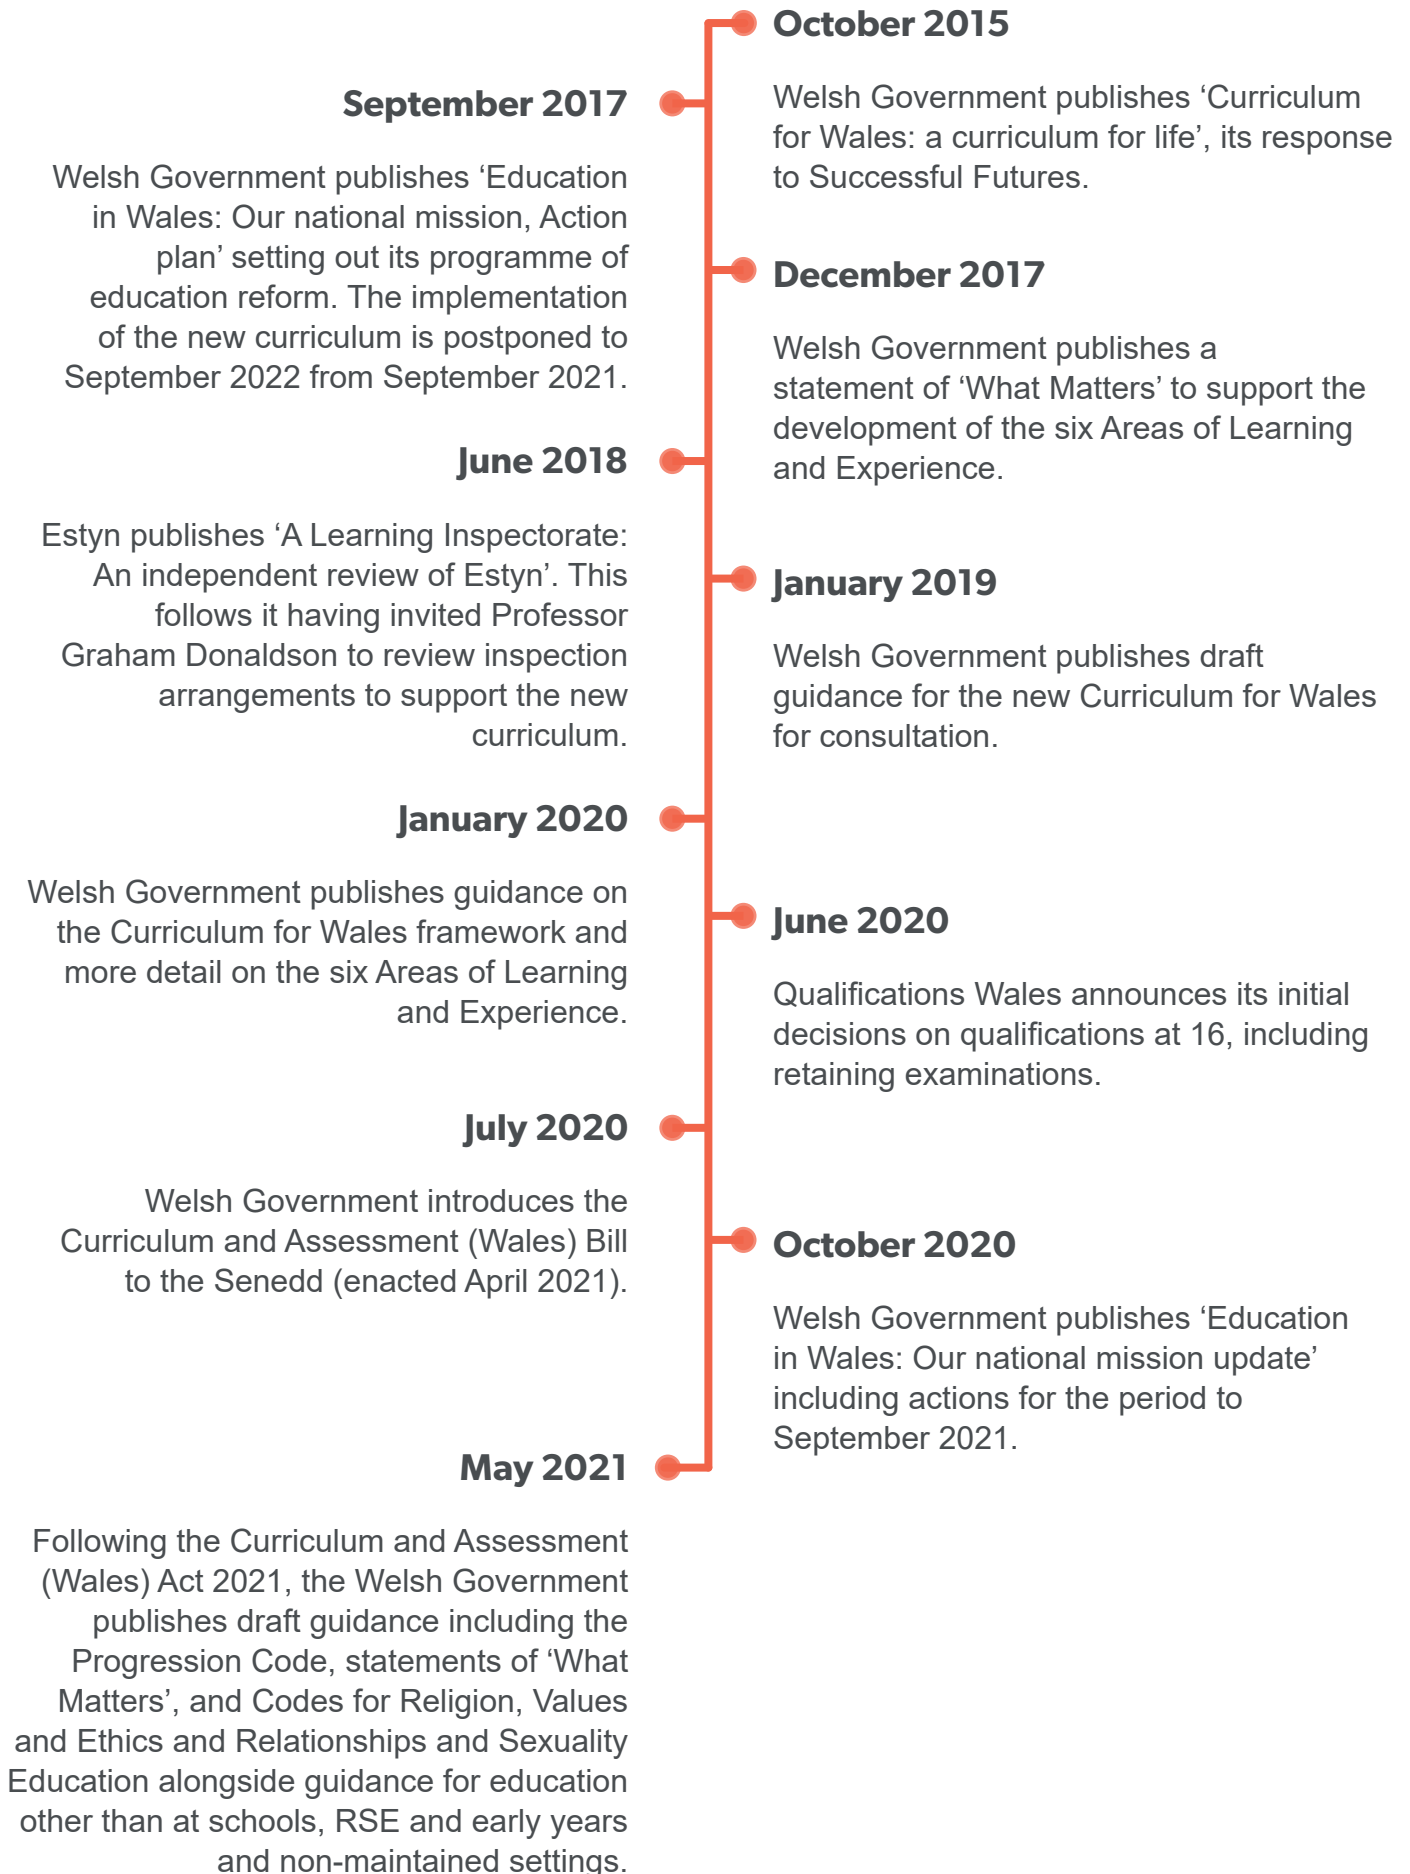 October 2015
Welsh Government publishes ‘Curriculum
for Wales: a curriculum for life’, its response
to Successful Futures.
September 2017
Welsh Government publishes ‘Education
in Wales: Our national mission, Action
plan’ setting out its programme of
education reform. The implementation
of the new curriculum is postponed to
September 2022 from September 2021.
December 2017
Welsh Government publishes a
statement of ‘What Matters’ to support the
development of the six Areas of Learning
and Experience.
June 2018
Estyn publishes ‘A Learning Inspectorate:
An independent review of Estyn’. This
follows it having invited Professor
Graham Donaldson to review inspection
arrangements to support the new
curriculum.
January 2019
Welsh Government publishes draft
guidance for the new Curriculum for Wales
for consultation.
January 2020
Welsh Government publishes guidance on
the Curriculum for Wales framework and
more detail on the six Areas of Learning
and Experience.
June 2020
Qualifications Wales announces its initial
decisions on qualifications at 16, including
retaining examinations.
July 2020
Welsh Government introduces the
Curriculum and Assessment (Wales) Bill
to the Senedd (enacted April 2021).
October 2020
Welsh Government publishes ‘Education
in Wales: Our national mission update’
including actions for the period to
September 2021.
May 2021
Following the Curriculum and Assessment
(Wales) Act 2021, the Welsh Government
publishes draft guidance including the
Progression Code, statements of ‘What
Matters’, and Codes for Religion, Values
and Ethics and Relationships and Sexuality
Education alongside guidance for education
other than at schools, RSE and early years
and non-maintained settings.